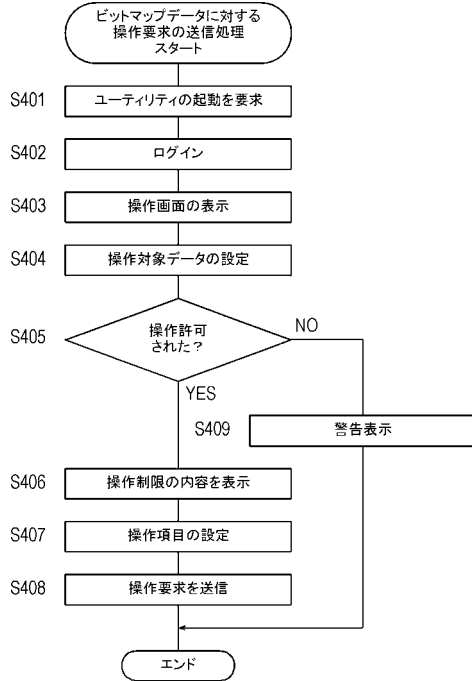 ビットマップデータに対する
操作要求の送信処理
スタート
S401
ユーティリティの起動を要求
S402
ログイン
S403
操作画面の表示
S404
操作対象データの設定
S405
操作許可
された?
NO
YES
S409
警告表示
S406
操作制限の内容を表示
S407
操作項目の設定
S408
操作要求を送信
エンド